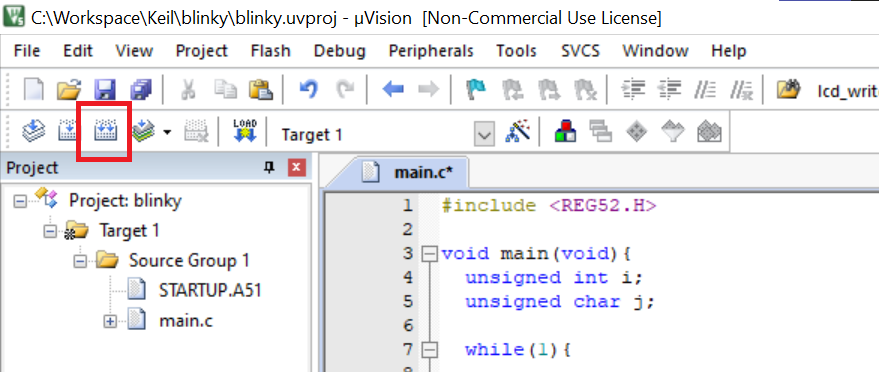 C:\Workspace\Keil\blinky\blinky.uvproj - µVision [Non-Commercial Use License]
File Edit View Project Flash Debug Peripherals Tools SVCS Window Help
lcd_write
LOAD Target 1
Project
main.c*
Project: blinky
Target 1
Source Group 1
STARTUP.A51
main.c
1 #include <REG52.H>
2
3 void main(void){
4 unsigned int i;
5 unsigned char j;
6
7 while(1){